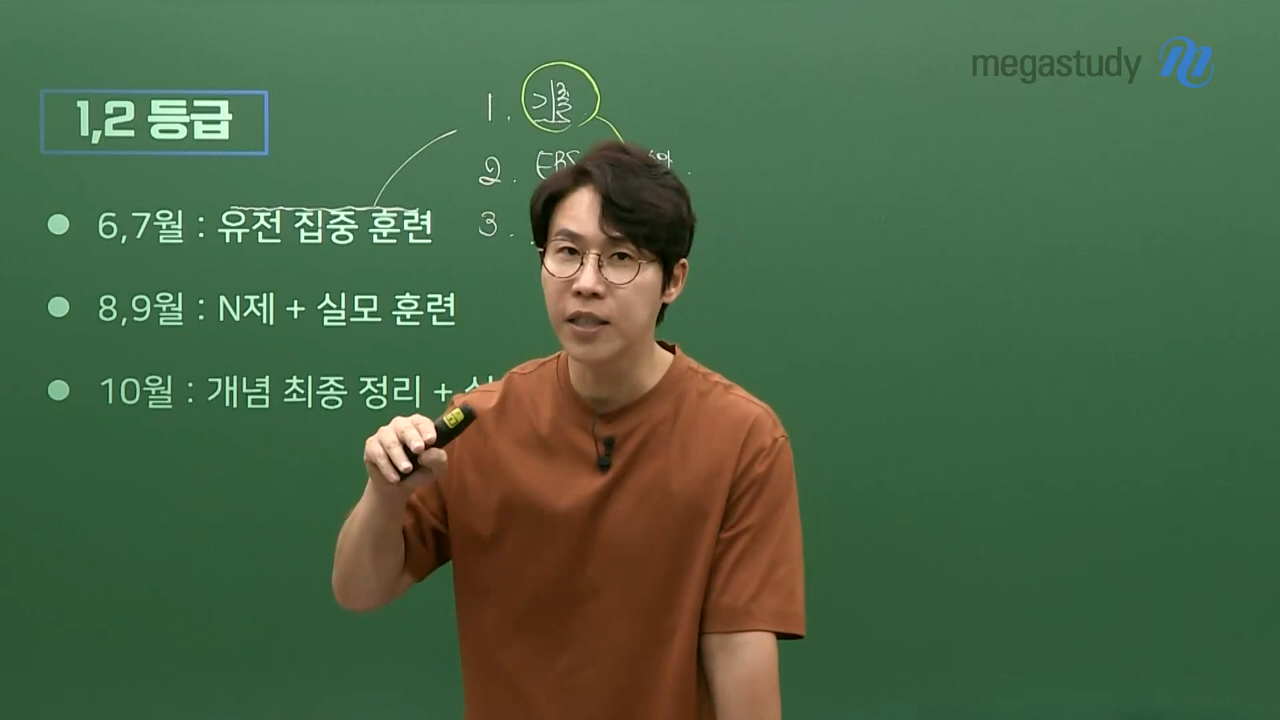 megastudy
1,2 등급
1. 기출
2. EBS
3.
6,7월 : 유전 집중 훈련
8,9월 : N제 + 실모 훈련
10월 : 개념 최종 정리 +